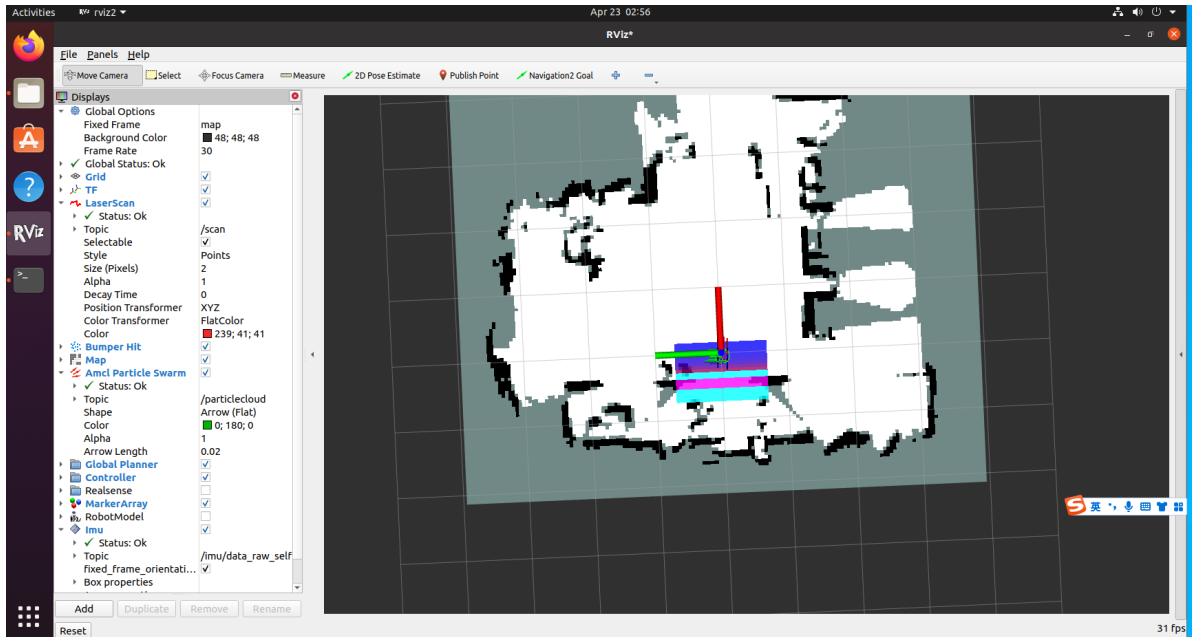 Activities
RViz rviz2
Apr 23 02:56
RViz*
File Panels Help
Move Camera Select Focus Camera Measure 2D Pose Estimate Publish Point Navigation2 Goal
Displays
Global Options
Fixed Frame map
Background Color 48; 48; 48
Frame Rate 30
Global Status: Ok
Grid
TF
LaserScan
Status: Ok
Topic /scan
Selectable
Style Points
Size (Pixels) 2
Alpha 1
Decay Time 0
Position Transformer XYZ
Color Transformer FlatColor
Color 239; 41; 41
Bumper Hit
Map
Amcl Particle Swarm
Status: Ok
Topic /particlecloud
Shape Arrow (Flat)
Color 0; 180; 0
Alpha 1
Arrow Length 0.02
Global Planner
Controller
Realsense
MarkerArray
RobotModel
Imu
Status: Ok
Topic /imu/data_raw_self
fixed_frame_orientati...
Box properties
Add Duplicate Remove Rename
Reset
31 fps
RViz
英